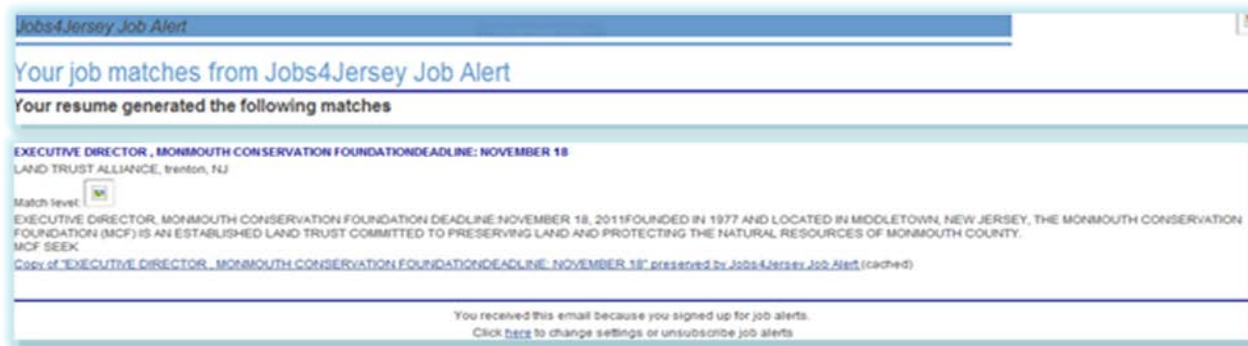 Jobs4Jersey Job Alert
Your job matches from Jobs4Jersey Job Alert
Your resume generated the following matches
EXECUTIVE DIRECTOR , MONMOUTH CONSERVATION FOUNDATIONDEADLINE: NOVEMBER 18
LAND TRUST ALLIANCE, trenton, NJ
Match level:
EXECUTIVE DIRECTOR, MONMOUTH CONSERVATION FOUNDATION DEADLINE:NOVEMBER 18, 2011FOUNDED IN 1977 AND LOCATED IN MIDDLETOWN, NEW JERSEY, THE MONMOUTH CONSERVATION
FOUNDATION (MCF) IS AN ESTABLISHED LAND TRUST COMMITTED TO PRESERVING LAND AND PROTECTING THE NATURAL RESOURCES OF MONMOUTH COUNTY.
MCF SEEK
Copy of "EXECUTIVE DIRECTOR , MONMOUTH CONSERVATION FOUNDATIONDEADLINE: NOVEMBER 18" preserved by Jobs4Jersey Job Alert (cached)
You received this email because you signed up for job alerts.
Click here to change settings or unsubscribe job alerts